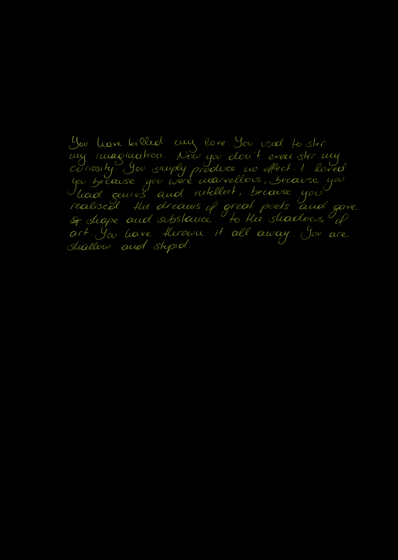 You have killed my love. You used to stir
my imagination. Now you don't even stir my
curiosity. You simply produce no effect. I loved
you because you were marvellous, because you
had genius and intellect, because you
realised the dreams of great poets and gave
shape and substance to the shadows of
art. You have thrown it all away. You are
shallow and stupid.